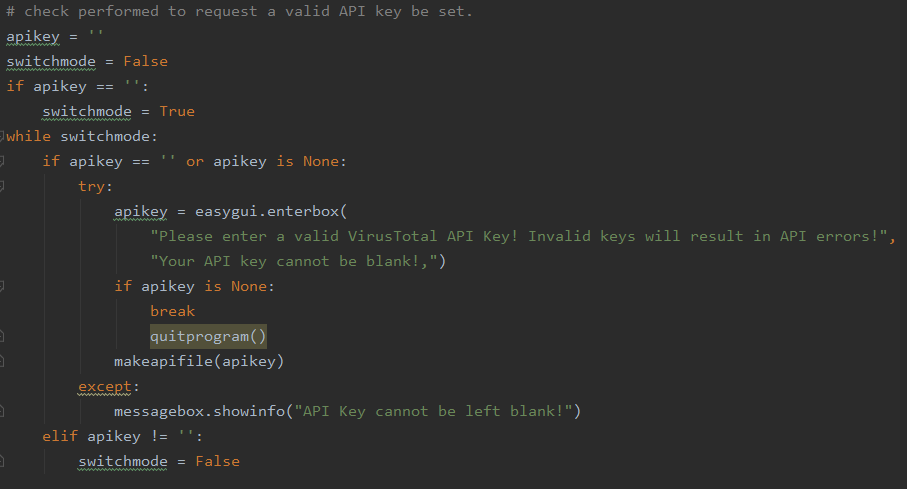 # check performed to request a valid API key be set.
apikey = ''
switchmode = False
if apikey == '':
    switchmode = True
while switchmode:
    if apikey == '' or apikey is None:
        try:
            apikey = easygui.enterbox(
                "Please enter a valid VirusTotal API Key! Invalid keys will result in API errors!",
                "Your API key cannot be blank!,")
            if apikey is None:
                break
                quitprogram()
            makeapifile(apikey)
        except:
            messagebox.showinfo("API Key cannot be left blank!")
    elif apikey != '':
        switchmode = False